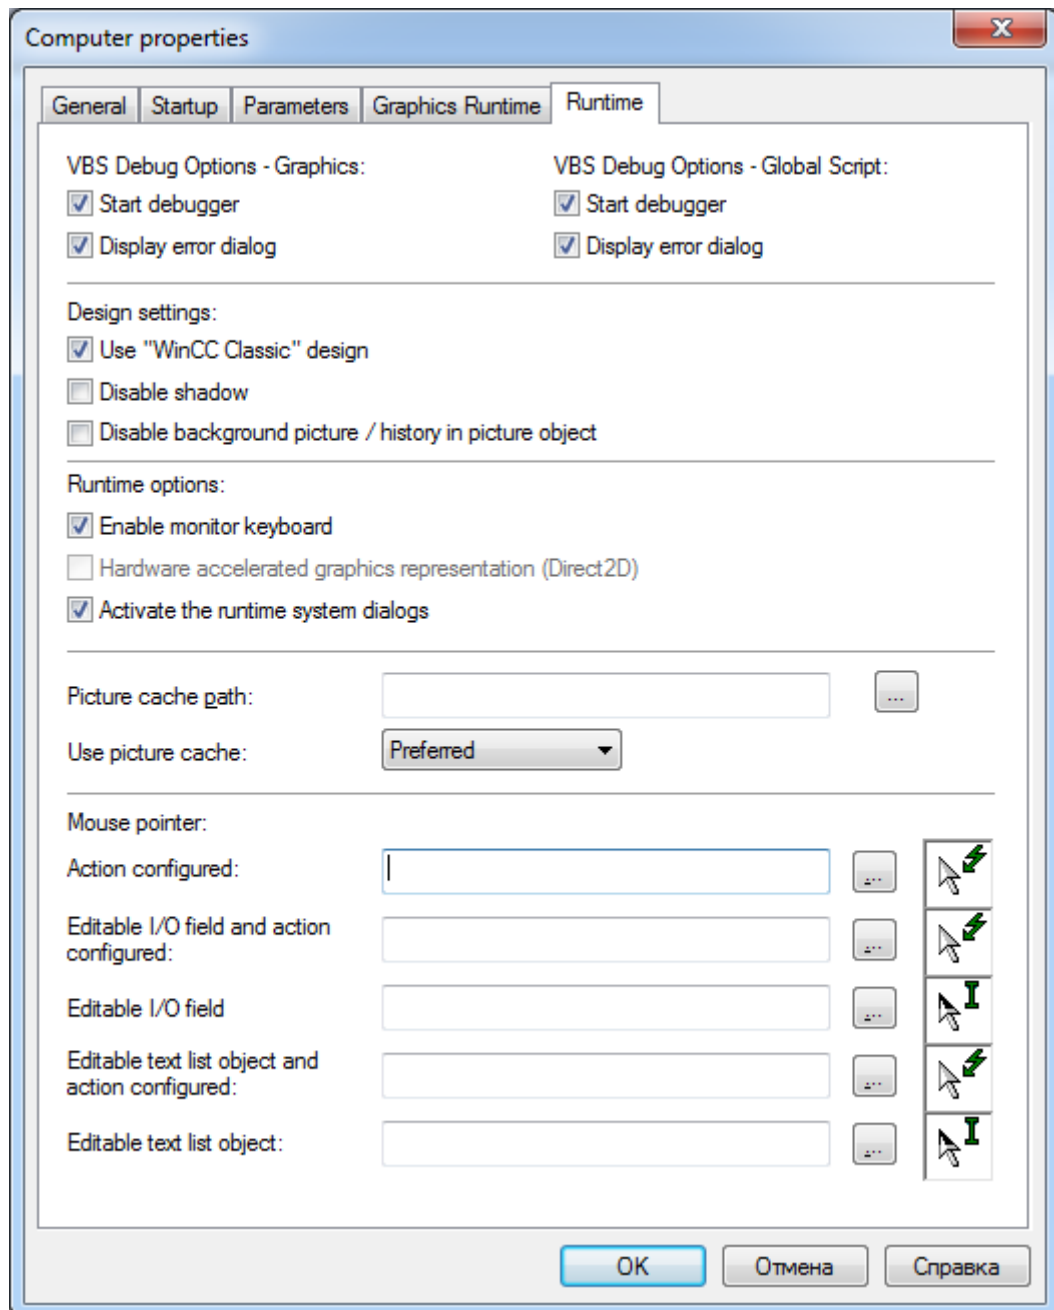 Computer properties
General Startup Parameters Graphics Runtime Runtime
VBS Debug Options - Graphics: VBS Debug Options - Global Script:
Start debugger Start debugger
Display error dialog Display error dialog
Design settings:
Use "WinCC Classic" design
Disable shadow
Disable background picture / history in picture object
Runtime options:
Enable monitor keyboard
Hardware accelerated graphics representation (Direct2D)
Activate the runtime system dialogs
Picture cache path: ...
Use picture cache: Preferred
Mouse pointer:
Action configured: ...
Editable I/O field and action
configured: ...
Editable I/O field ...
Editable text list object and
action configured: ...
Editable text list object: ...
OK Отмена Справка